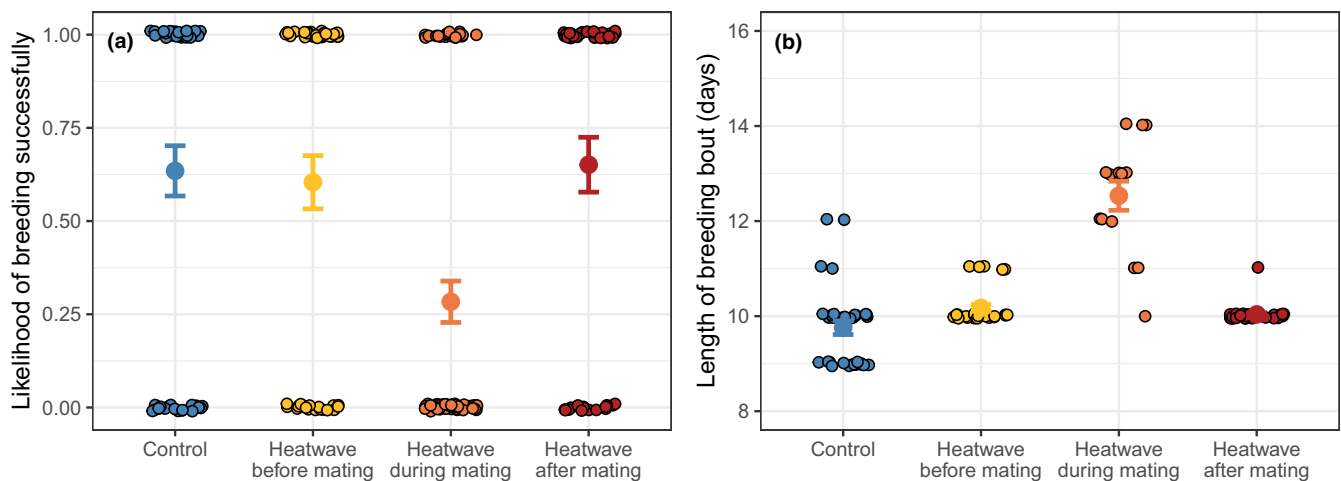 Likelihood of breeding successfully
1.00
0.75
0.50
0.25
0.00
(a)
Control
Heatwave
before mating
Heatwave
during mating
Heatwave
after mating
Length of breeding bout (days)
16
14
12
10
8
(b)
Control
Heatwave
before mating
Heatwave
during mating
Heatwave
after mating